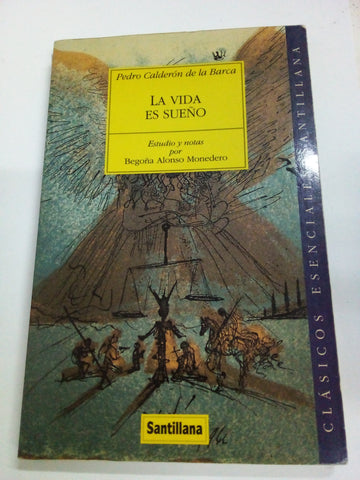 Pedro Calderón de la Barca
LA VIDA
ES SUEÑO
Estudio y notas
por
Begoña Alonso Monedero
CLÁSICOS ESENCIALES SANTILLANA
Santillana